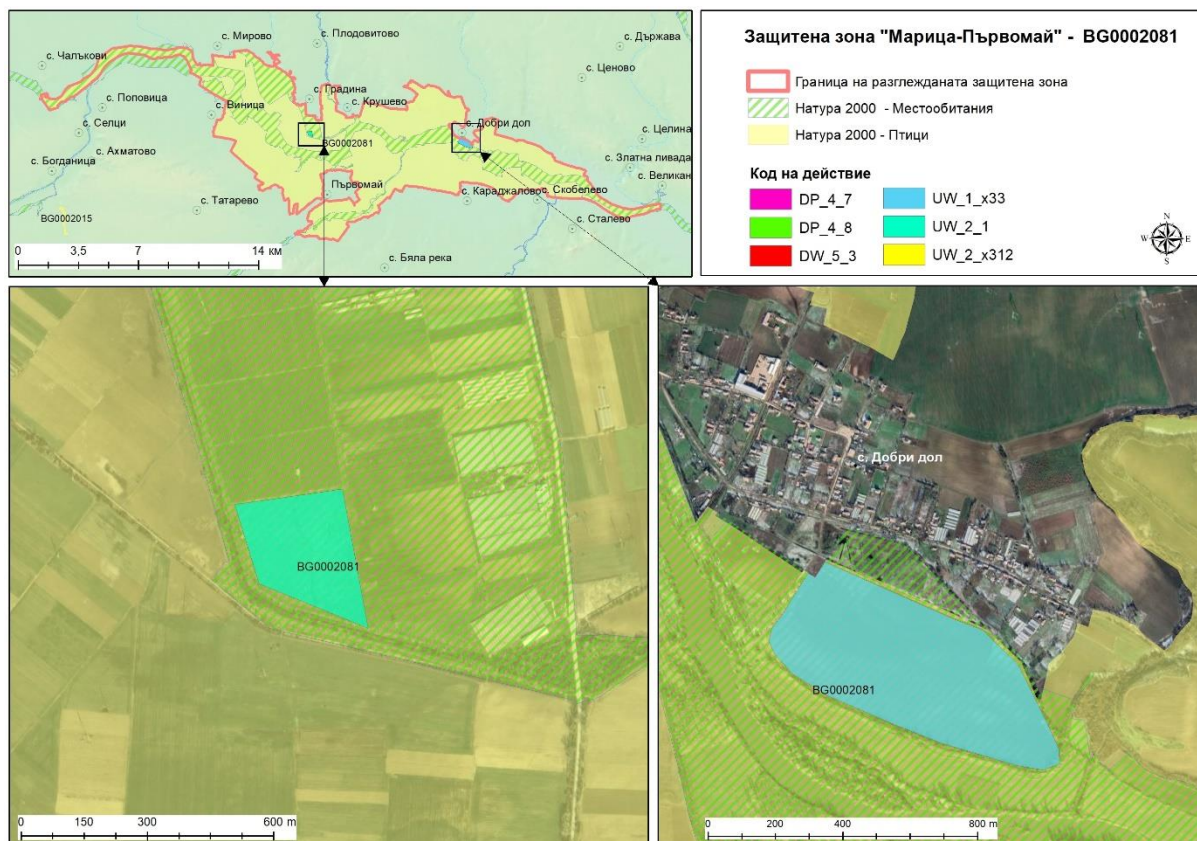 с. Мирово
с. Плодовитово
с. Държава
с. Чалъкови
с. Ценово
с. Поповица
с. Градина
с. Виница
с. Крушево
с. Селци
с. Добри дол
с. Целина
BG0002081
с. Ахматово
с. Златна ливада
с. Богданица
с. Великан
Първомай
с. Караджалово
с. Скобелево
BG0002015
с. Татарево
с. Сталево
с. Бяла река
0 3,5 7 14 км
Защитена зона "Марица-Първомай" - BG0002081
Граница на разглежданата защитена зона
Натура 2000 - Местообитания
Натура 2000 - Птици
Код на действие
DP_4_7
UW_1_x33
DP_4_8
UW_2_1
DW_5_3
UW_2_x312
N
W E
S
BG0002081
0 150 300 600 m
с. Добри дол
BG0002081
0 200 400 800 m